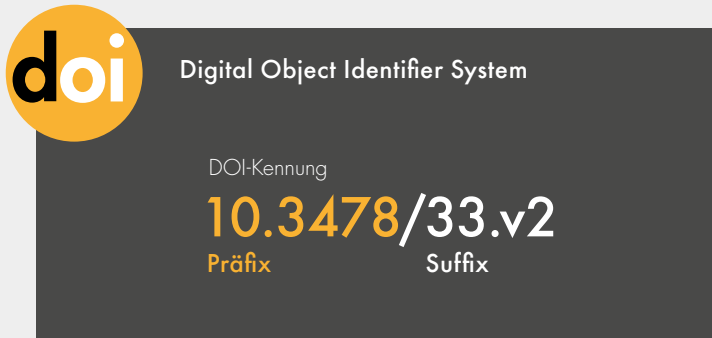 doi
Digital Object Identifier System
DOI-Kennung
10.3478/33.v2
Präfix Suffix